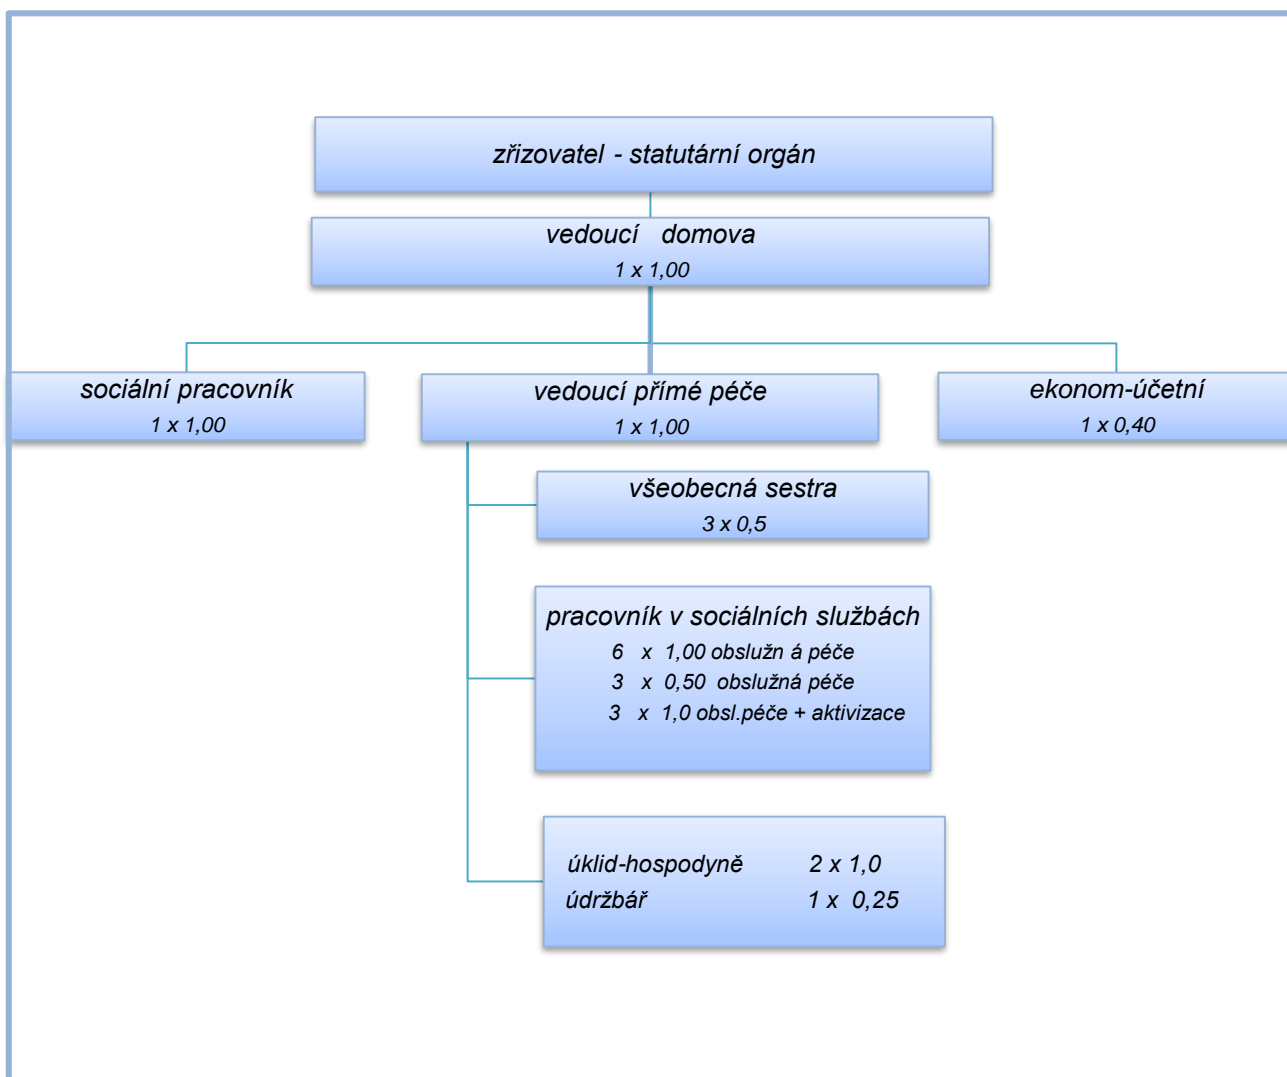 zřizovatel - statutární orgán
vedoucí domova
1 x 1,00
sociální pracovník
1 x 1,00
vedoucí přímé péče
1 x 1,00
ekonom-účetní
1 x 0,40
všeobecná sestra
3 x 0,5
pracovník v sociálních službách
6 x 1,00 obslužn á péče
3 x 0,50 obslužná péče
3 x 1,0 obsl.péče + aktivizace
úklid-hospodyně 2 x 1,0
údržbář 1 x 0,25